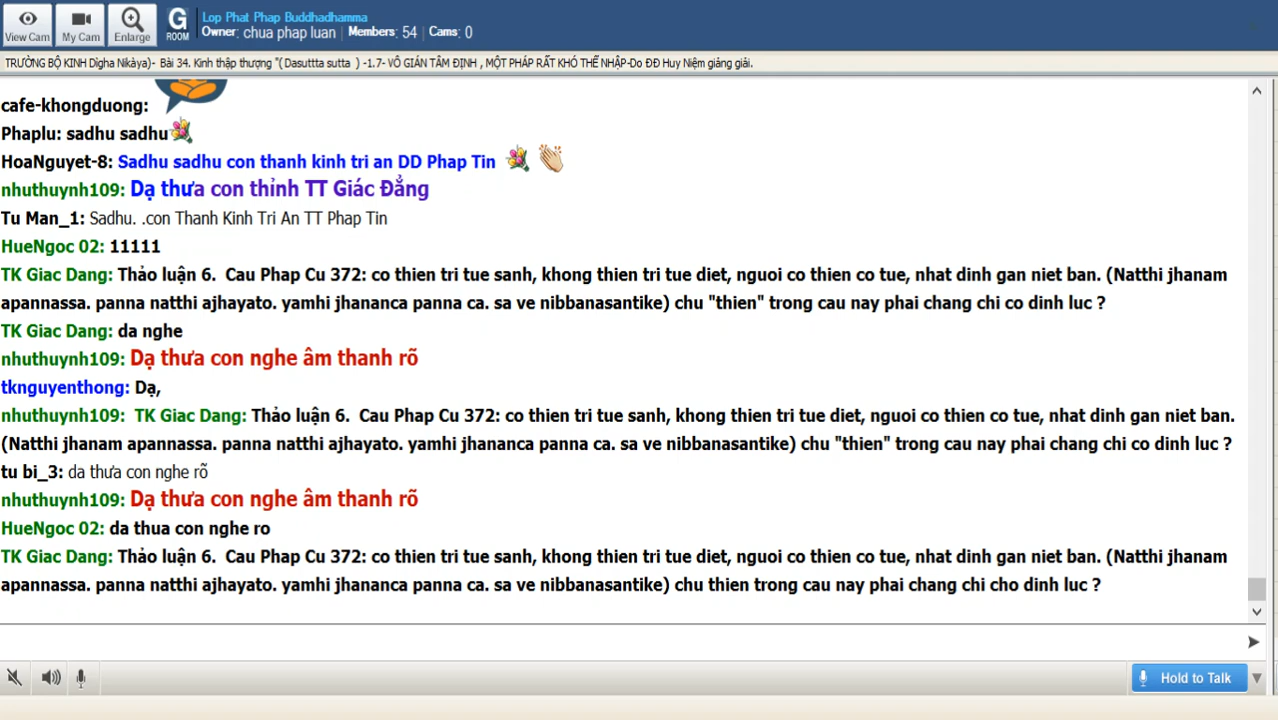 View Cam
My Cam
Enlarge
G
ROOM
Lop Phat Phap Buddhadhamma
Owner: chua phap luan | Members: 54 | Cams: 0
TRƯỜNG BỘ KINH Dīgha Nikàya)- Bài 34. Kinh thập thượng "( Dasuttta sutta ) -1.7- VÔ GIÁN TÂM ĐỊNH , MỘT PHÁP RẤT KHÓ THỂ NHẬP-Do ĐĐ Huy Niệm giảng giải.
cafe-khongduong:
Phaplu: sadhu sadhu
HoaNguyet-8: Sadhu sadhu con thanh kinh tri an DD Phap Tin
nhuthuynh109: Dạ thưa con thỉnh TT Giác Đẳng
Tu Man_1: Sadhu. .con Thanh Kinh Tri An TT Phap Tin
HueNgoc 02: 11111
TK Giac Dang: Thảo luận 6. Cau Phap Cu 372: co thien tri tue sanh, khong thien tri tue diet, nguoi co thien co tue, nhat dinh gan niet ban. (Natthi jhanam
apannassa. panna natthi ajhayato. yamhi jhananca panna ca. sa ve nibbanasantike) chu "thien" trong cau nay phai chang chi co dinh luc ?
TK Giac Dang: da nghe
nhuthuynh109: Dạ thưa con nghe âm thanh rõ
tknguyenthong: Dạ,
nhuthuynh109: TK Giac Dang: Thảo luận 6. Cau Phap Cu 372: co thien tri tue sanh, khong thien tri tue diet, nguoi co thien co tue, nhat dinh gan niet ban.
(Natthi jhanam apannassa. panna natthi ajhayato. yamhi jhananca panna ca. sa ve nibbanasantike) chu "thien" trong cau nay phai chang chi co dinh luc ?
tu bi_3: da thưa con nghe rõ
nhuthuynh109: Dạ thưa con nghe âm thanh rõ
HueNgoc 02: da thua con nghe ro
TK Giac Dang: Thảo luận 6. Cau Phap Cu 372: co thien tri tue sanh, khong thien tri tue diet, nguoi co thien co tue, nhat dinh gan niet ban. (Natthi jhanam
apannassa. panna natthi ajhayato. yamhi jhananca panna ca. sa ve nibbanasantike) chu thien trong cau nay phai chang chi cho dinh luc ?
Hold to Talk